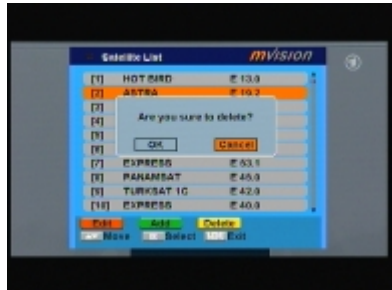 Satellite List
mvision
[1] HOT BIRD E 13.0
[2] ASTRA E 19.2
[3]
[4]
Are you sure to delete?
[5]
OK Cancel
[6]
[7] EXPRESS E 53.1
[8] PANAMSAT E 45.0
[9] TURKSAT 1C E 42.0
[10] EXPRESS E 40.0
Edit Add Delete
Move Select Exit